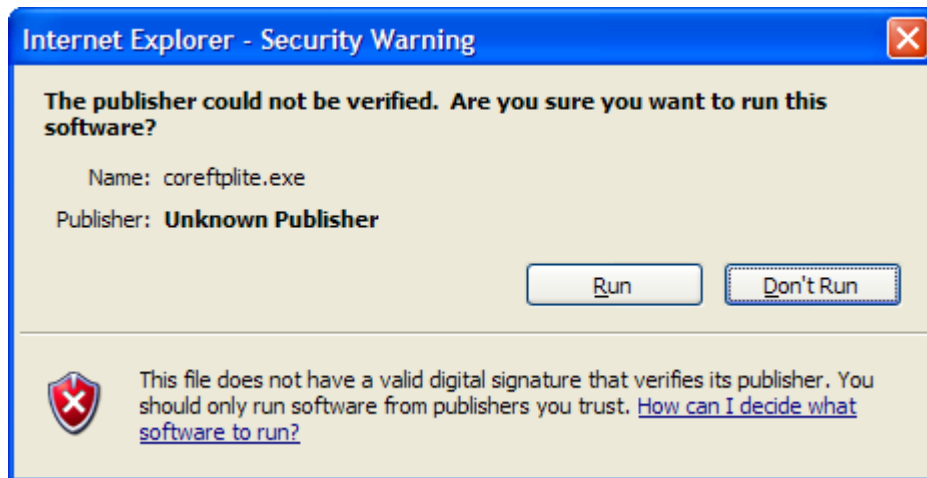 Internet Explorer - Security Warning
The publisher could not be verified.  Are you sure you want to run this
software?
Name: coreftplite.exe
Publisher: Unknown Publisher
Run Don't Run
This file does not have a valid digital signature that verifies its publisher. You
should only run software from publishers you trust. How can I decide what
software to run?